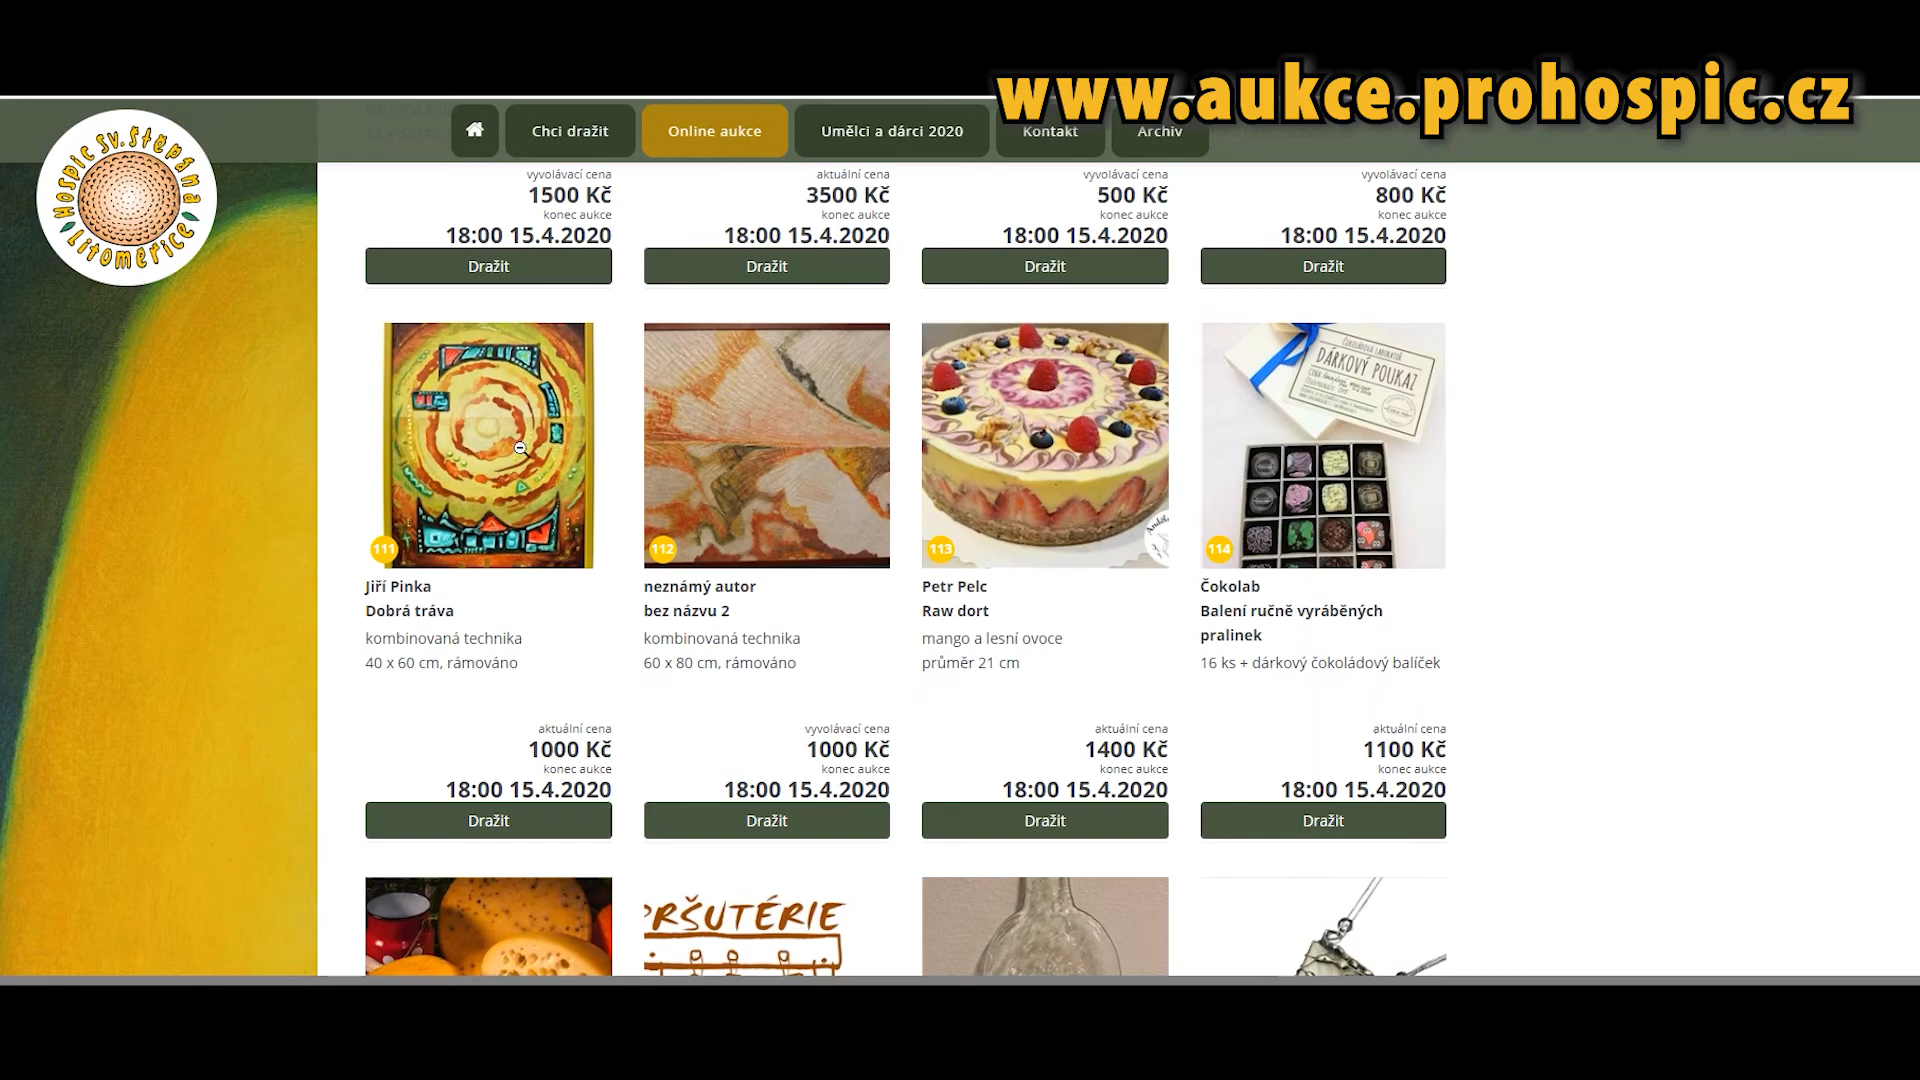 www.aukce.prohospic.cz
Hospic Sv. Štěpána
Litoměřice
Chci dražit
Online aukce
Umělci a dárci 2020
Kontakt
Archiv
vyvolávací cena
1500 Kč
konec aukce
18:00 15.4.2020
Dražit
aktuální cena
3500 Kč
konec aukce
18:00 15.4.2020
Dražit
vyvolávací cena
500 Kč
konec aukce
18:00 15.4.2020
Dražit
vyvolávací cena
800 Kč
konec aukce
18:00 15.4.2020
Dražit
111
Jiří Pinka
Dobrá tráva
kombinovaná technika
40 x 60 cm, rámováno
aktuální cena
1000 Kč
konec aukce
18:00 15.4.2020
Dražit
112
neznámý autor
bez názvu 2
kombinovaná technika
60 x 80 cm, rámováno
vyvolávací cena
1000 Kč
konec aukce
18:00 15.4.2020
Dražit
113
Petr Pelc
Raw dort
mango a lesní ovoce
průměr 21 cm
aktuální cena
1400 Kč
konec aukce
18:00 15.4.2020
Dražit
ČOKOLÁDOVÁ LABORATOŘ
DÁRKOVÝ POUKAZ
114
Čokolab
Balení ručně vyráběných
pralinek
16 ks + dárkový čokoládový balíček
aktuální cena
1100 Kč
konec aukce
18:00 15.4.2020
Dražit
PRŠUTÉRIE